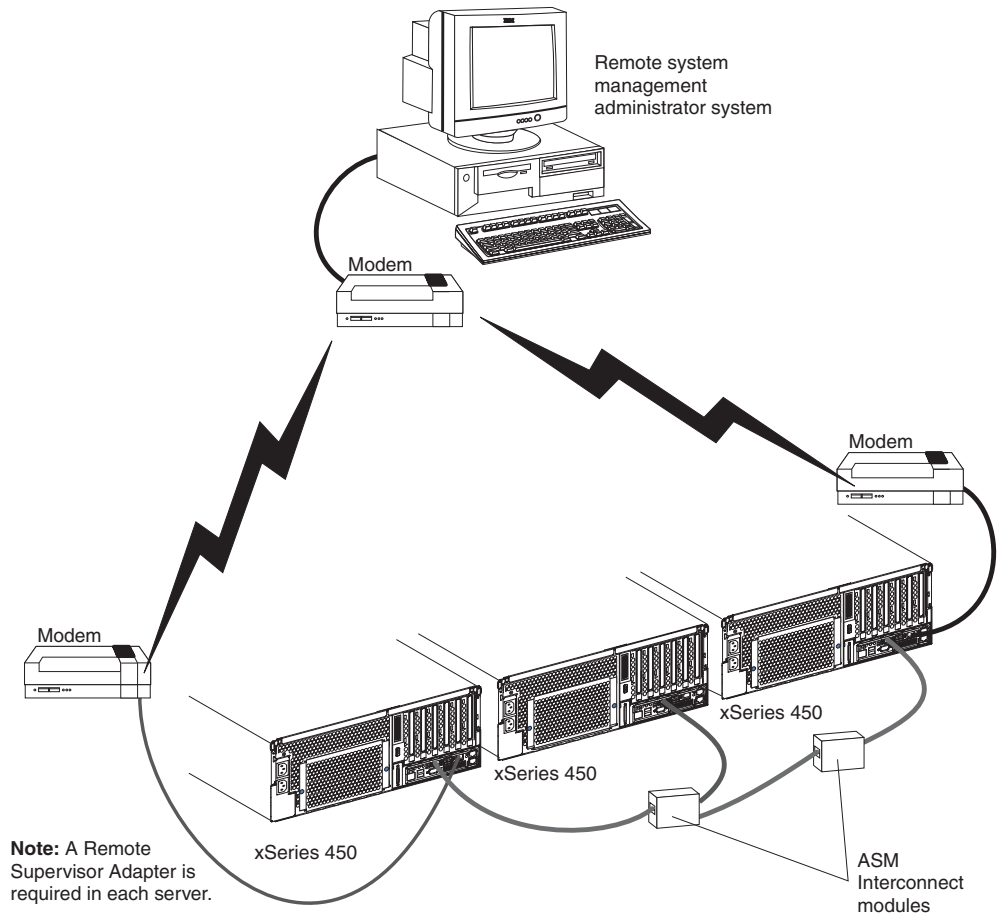 Remote system
management
administrator system
Modem
Modem
Modem
xSeries 450
xSeries 450
xSeries 450
Note: A Remote
Supervisor Adapter is
required in each server.
ASM
Interconnect
modules